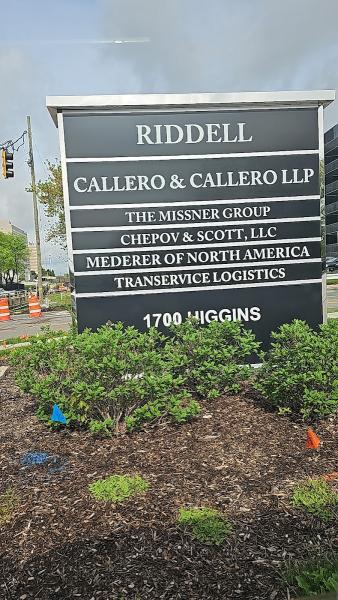 RIDDELL
CALLERO & CALLERO LLP
THE MISSNER GROUP
CHEPOV & SCOTT, LLC
MEDERER OF NORTH AMERICA
TRANSERVICE LOGISTICS
1700 HIGGINS